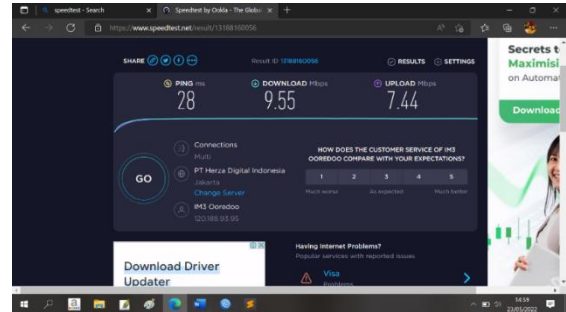 speedtest - Search
Speedtest by Ookla - The Global
https://www.speedtest.net/result/13188160056
SHARE
Result ID 13188160056
RESULTS
SETTINGS
PING ms
28
DOWNLOAD Mbps
9.55
UPLOAD Mbps
7.44
GO
Connections
Multi
PT Herza Digital Indonesia
Jakarta
Change Server
IM3 Ooredoo
120.188.93.95
HOW DOES THE CUSTOMER SERVICE OF IM3
OOREDOO COMPARE WITH YOUR EXPECTATIONS?
1 2 3 4 5
Much worse As expected Much better
Download Driver
Updater
Having Internet Problems?
Popular services with reported issues
Visa
Problems
Secrets t
Maximisi
on Automat
Download
14:59
23/05/2022